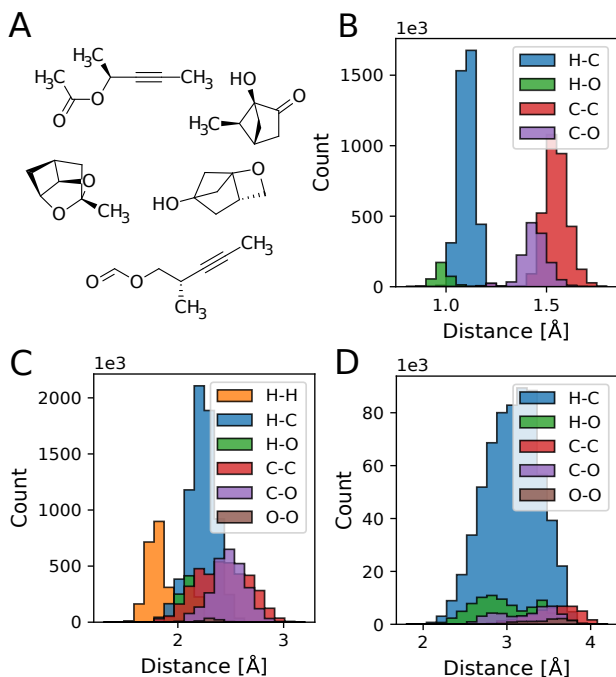 A
CH3
H3C
CH3
O
O
HO
O
H3C
O
O
CH3
O
HO
O
O
CH3
CH3
B
1e3
H-C
H-O
C-C
C-O
1500
1000
500
0
Count
1.0
1.5
Distance [Å]
C
1e3
H-H
H-C
H-O
C-C
C-O
O-O
2000
1500
1000
500
0
Count
2
3
Distance [Å]
D
1e3
H-C
H-O
C-C
C-O
O-O
80
60
40
20
0
Count
2
3
4
Distance [Å]